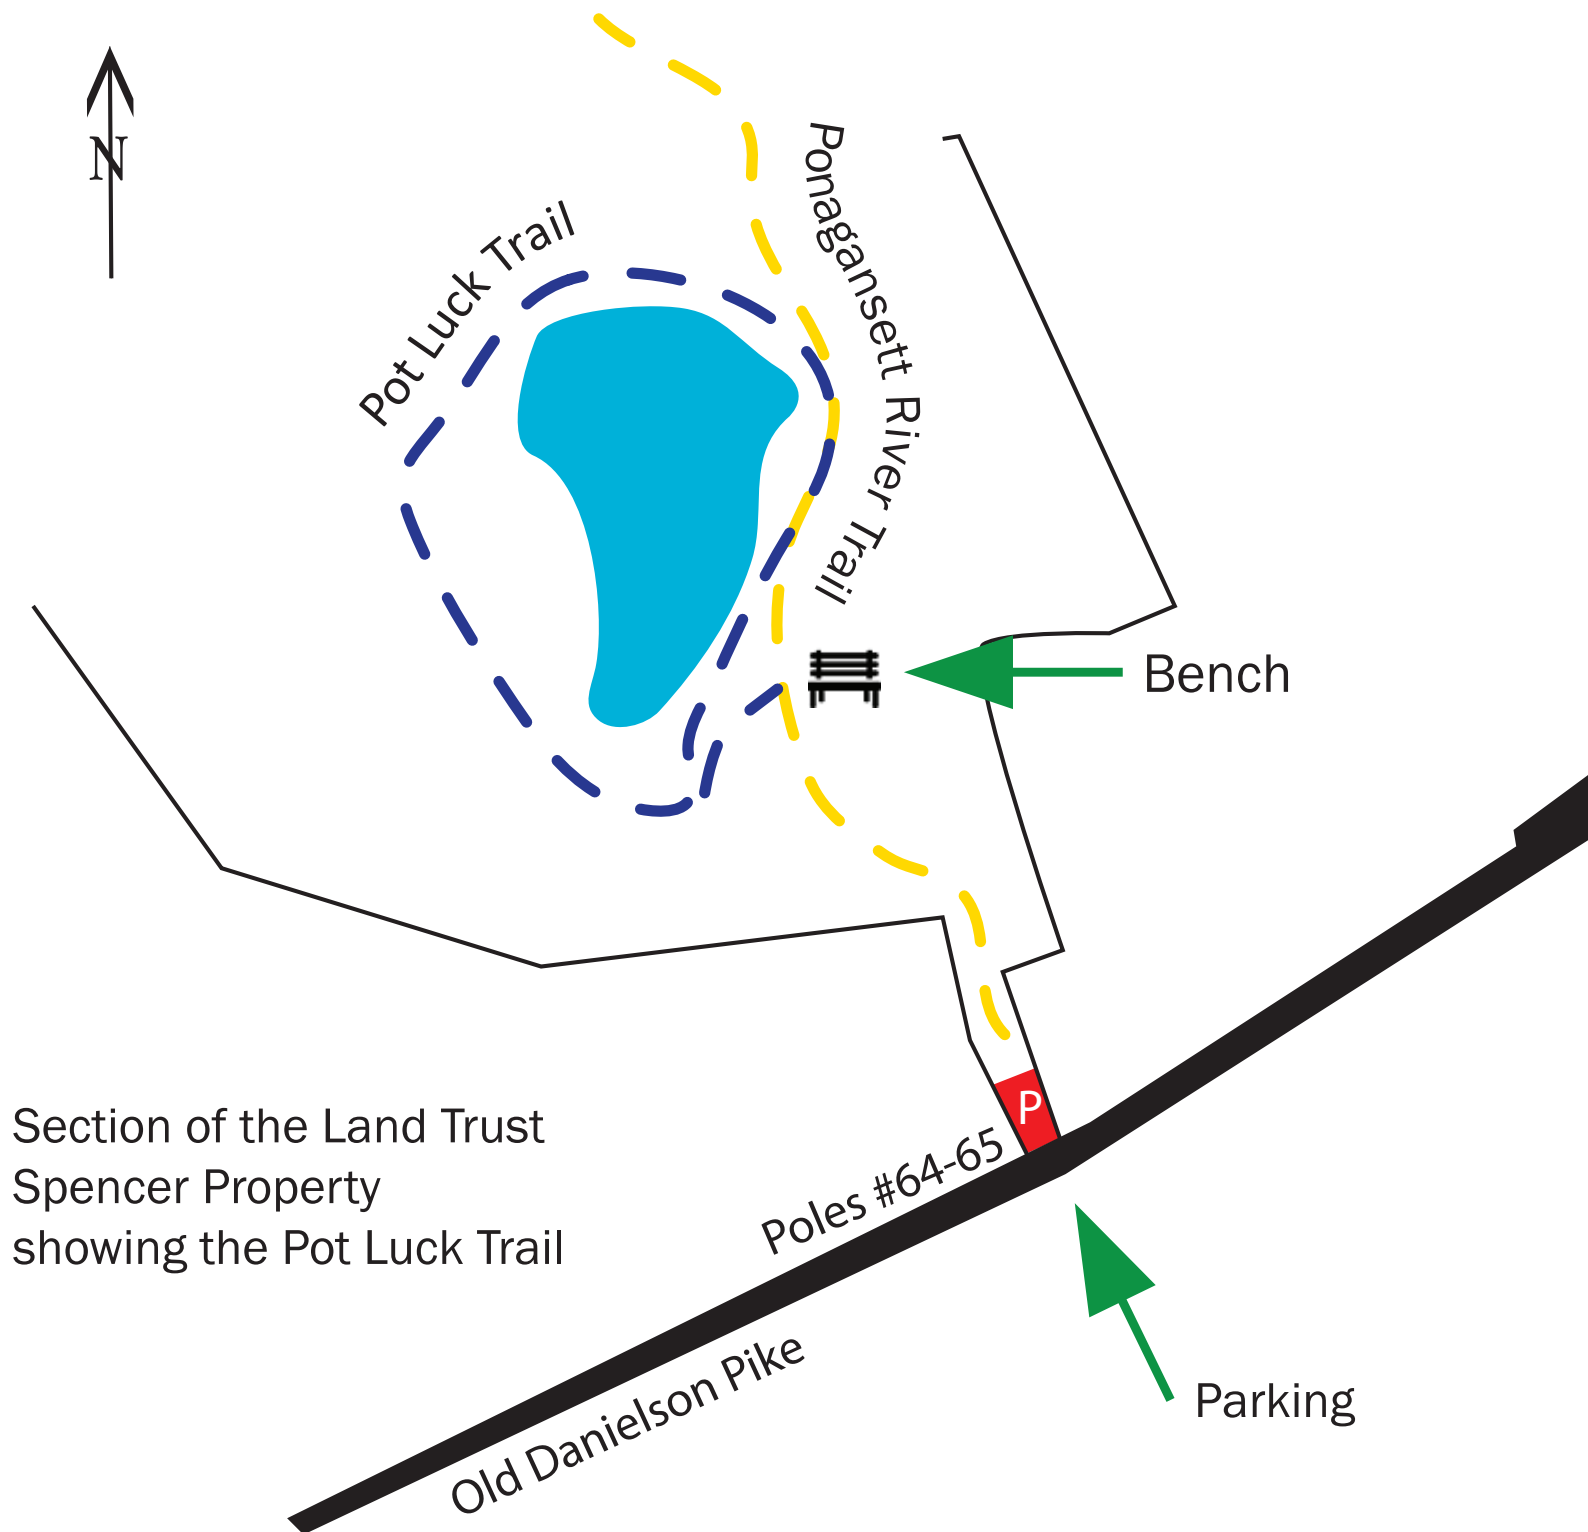 N
Ponagansett River Trail
Pot Luck Trail
Bench
P
Poles #64-65
Section of the Land Trust
Spencer Property
showing the Pot Luck Trail
Old Danielson Pike
Parking